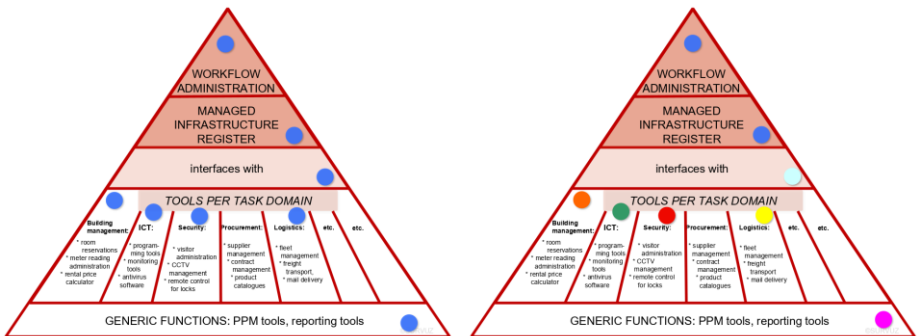 WORKFLOW
ADMINISTRATION
MANAGED
INFRASTRUCTURE
REGISTER
interfaces with
TOOLS PER TASK DOMAIN
Building
management:
* room
reservations
* meter reading
administration
* rental price
calculator
ICT:
* program-
ming tools
* monitoring
tools
* antivirus
software
Security:
* visitor
administration
* CCTV
management
* remote control
for locks
Procurement:
* supplier
management
* contract
management
* product
catalogues
Logistics:
* fleet
management
* freight
transport,
* mail delivery
etc.
etc.
GENERIC FUNCTIONS: PPM tools, reporting tools
WORKFLOW
ADMINISTRATION
MANAGED
INFRASTRUCTURE
REGISTER
interfaces with
TOOLS PER TASK DOMAIN
Building
management:
* room
reservations
* meter reading
administration
* rental price
calculator
ICT:
* program-
ming tools
* monitoring
tools
* antivirus
software
Security:
* visitor
administration
* CCTV
management
* remote control
for locks
Procurement:
* supplier
management
* contract
management
* product
catalogues
Logistics:
* fleet
management
* freight
transport,
* mail delivery
etc.
etc.
GENERIC FUNCTIONS: PPM tools, reporting tools